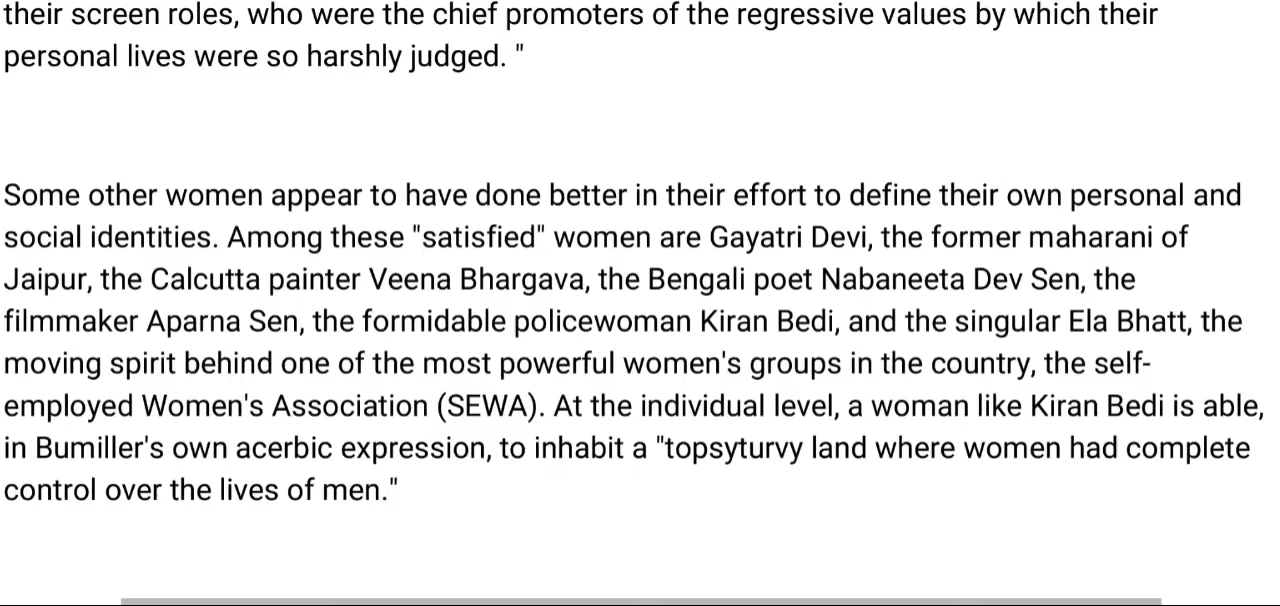 their screen roles, who were the chief promoters of the regressive values by which their
personal lives were so harshly judged. "
Some other women appear to have done better in their effort to define their own personal and
social identities. Among these "satisfied" women are Gayatri Devi, the former maharani of
Jaipur, the Calcutta painter Veena Bhargava, the Bengali poet Nabaneeta Dev Sen, the
filmmaker Aparna Sen, the formidable policewoman Kiran Bedi, and the singular Ela Bhatt, the
moving spirit behind one of the most powerful women's groups in the country, the self-
employed Women's Association (SEWA). At the individual level, a woman like Kiran Bedi is able,
in Bumiller's own acerbic expression, to inhabit a "topsyturvy land where women had complete
control over the lives of men."